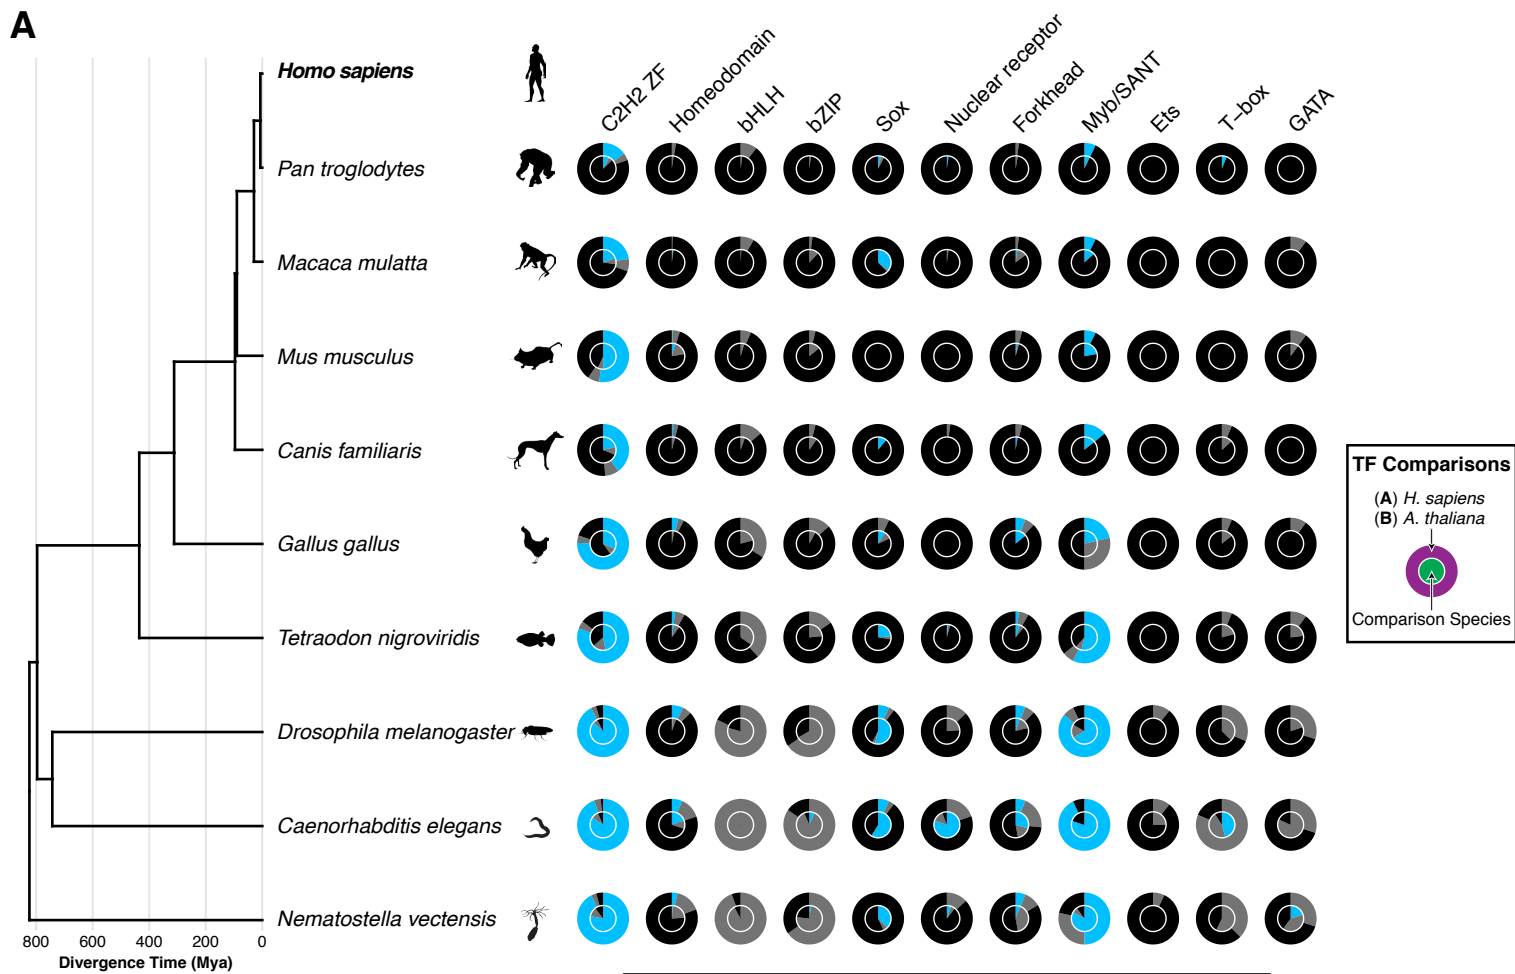 A
C2H2 ZF
Homeodomain
bHLH
bZIP
Sox
Nuclear receptor
Forkhead
Myb/SANT
Ets
T-box
GATA
Homo sapiens
Pan troglodytes
Macaca mulatta
Mus musculus
Canis familiaris
Gallus gallus
Tetraodon nigroviridis
Drosophila melanogaster
Caenorhabditis elegans
Nematostella vectensis
800 600 400 200 0
Divergence Time (Mya)
TF Comparisons
(A) H. sapiens
(B) A. thaliana
Comparison Species